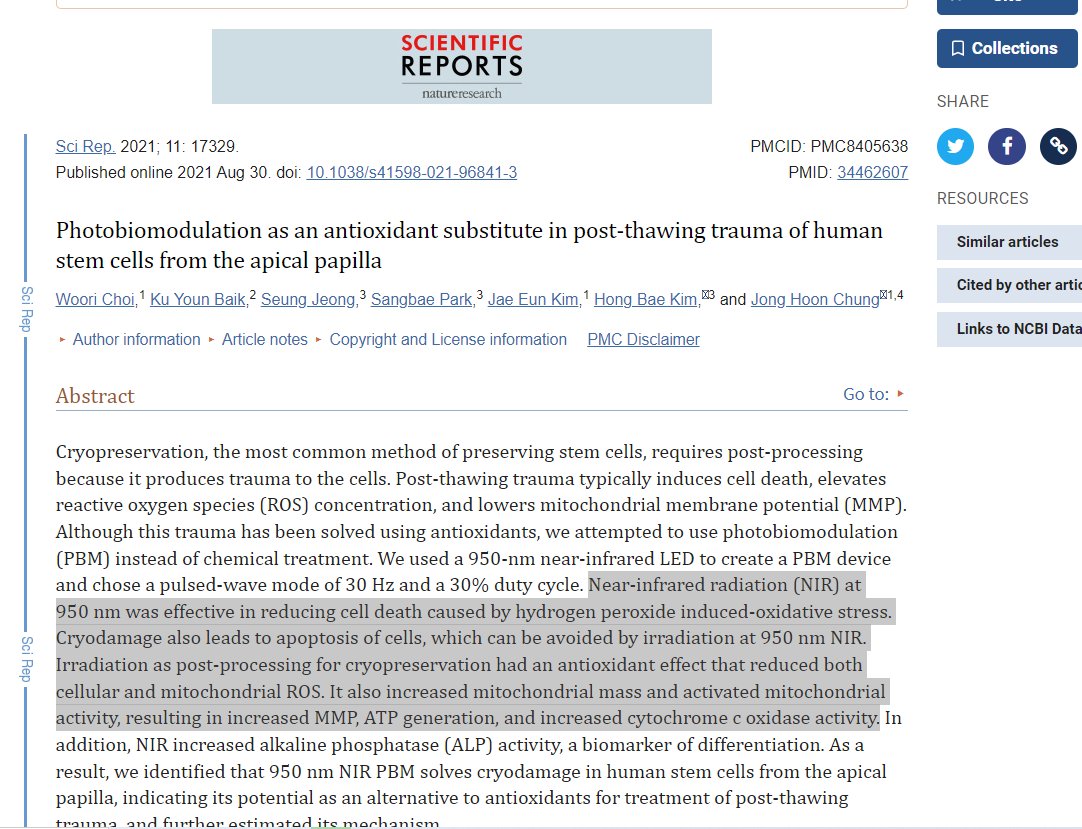 Collections
SCIENTIFIC
REPORTS
natureresearch
SHARE
Sci Rep. 2021; 11: 17329.
PMCID: PMC8405638
Published online 2021 Aug 30. doi: 10.1038/s41598-021-96841-3
PMID: 34462607
RESOURCES
Similar articles
Cited by other artic
Links to NCBI Data
Photobiomodulation as an antioxidant substitute in post-thawing trauma of human
stem cells from the apical papilla
Woori Choi,1 Ku Youn Baik,2 Seung Jeong,3 Sangbae Park,3 Jae Eun Kim,1 Hong Bae Kim,✉3 and Jong Hoon Chung✉1,4
▸ Author information ▸ Article notes ▸ Copyright and License information PMC Disclaimer
Sci Rep
Sci Rep
Abstract
Go to: ▸
Cryopreservation, the most common method of preserving stem cells, requires post-processing
because it produces trauma to the cells. Post-thawing trauma typically induces cell death, elevates
reactive oxygen species (ROS) concentration, and lowers mitochondrial membrane potential (MMP).
Although this trauma has been solved using antioxidants, we attempted to use photobiomodulation
(PBM) instead of chemical treatment. We used a 950-nm near-infrared LED to create a PBM device
and chose a pulsed-wave mode of 30 Hz and a 30% duty cycle. Near-infrared radiation (NIR) at
950 nm was effective in reducing cell death caused by hydrogen peroxide induced-oxidative stress.
Cryodamage also leads to apoptosis of cells, which can be avoided by irradiation at 950 nm NIR.
Irradiation as post-processing for cryopreservation had an antioxidant effect that reduced both
cellular and mitochondrial ROS. It also increased mitochondrial mass and activated mitochondrial
activity, resulting in increased MMP, ATP generation, and increased cytochrome c oxidase activity. In
addition, NIR increased alkaline phosphatase (ALP) activity, a biomarker of differentiation. As a
result, we identified that 950 nm NIR PBM solves cryodamage in human stem cells from the apical
papilla, indicating its potential as an alternative to antioxidants for treatment of post-thawing
trauma, and further estimated its mechanism.